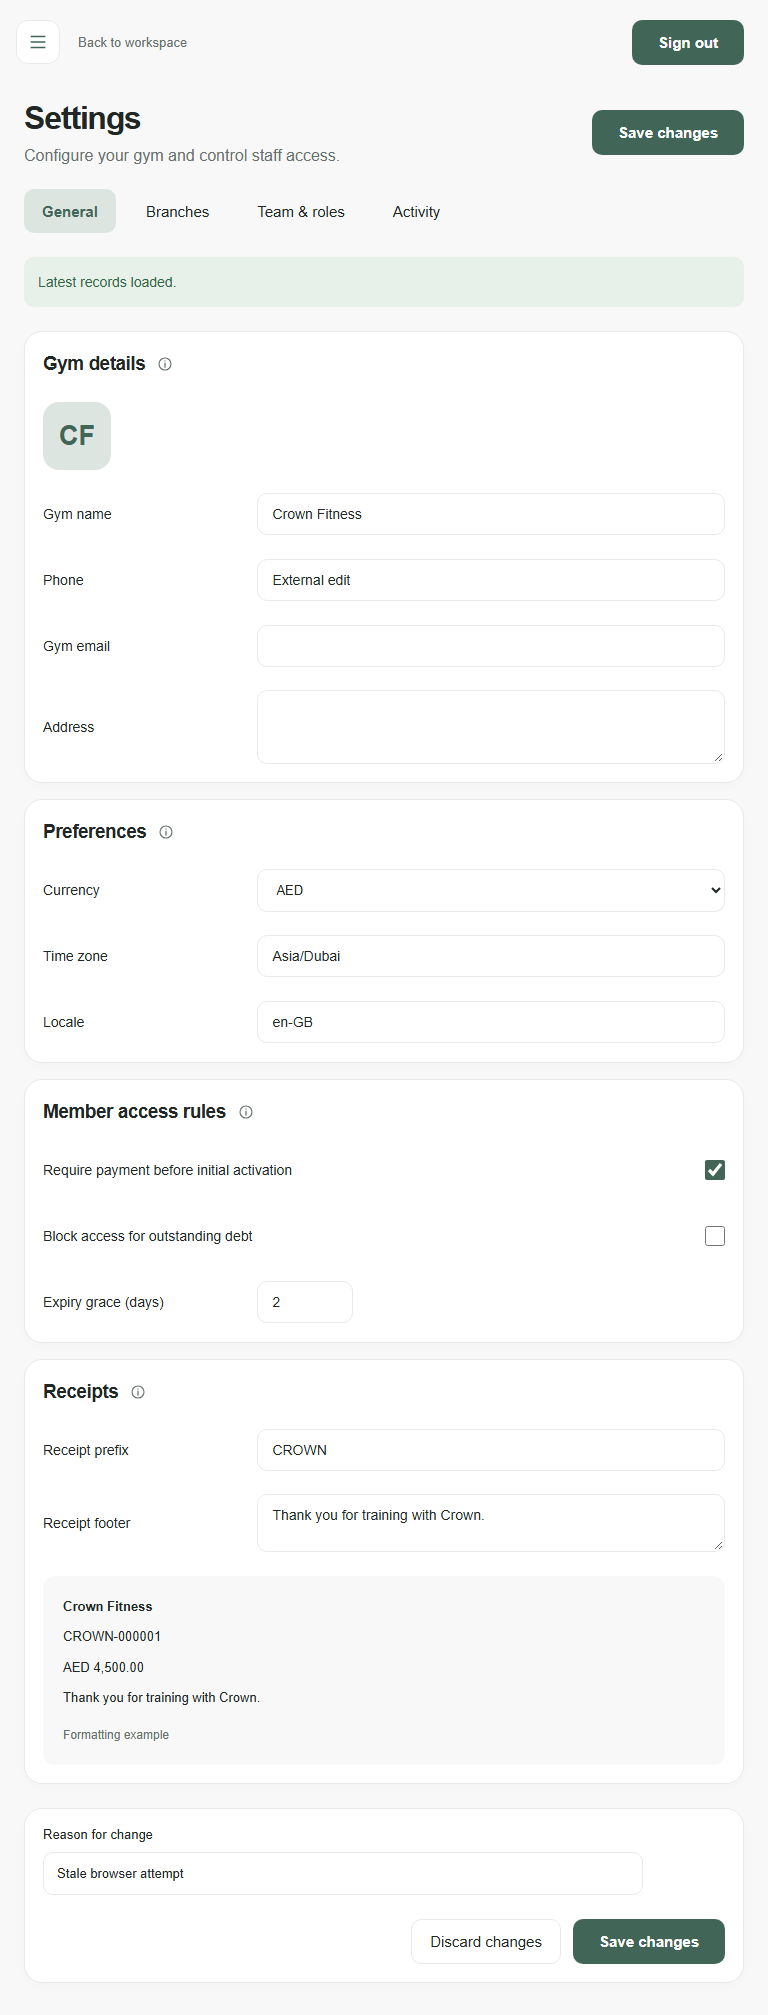 Back to workspace
Sign out
Settings
Save changes
Configure your gym and control staff access.
General
Branches
Team & roles
Activity
Latest records loaded.
Gym details
CF
Gym name
Crown Fitness
Phone
External edit
Gym email
Address
Preferences
Currency
AED
Time zone
Asia/Dubai
Locale
en-GB
Member access rules
Require payment before initial activation
Block access for outstanding debt
Expiry grace (days)
2
Receipts
Receipt prefix
CROWN
Receipt footer
Thank you for training with Crown.
Crown Fitness
CROWN-000001
AED 4,500.00
Thank you for training with Crown.
Formatting example
Reason for change
Stale browser attempt
Discard changes
Save changes